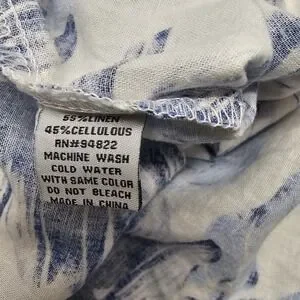 55%LINEN
45%CELLULOUS
RN#94822
MACHINE WASH
COLD WATER
WITH SAME COLOR
DO NOT BLEACH
MADE IN CHINA